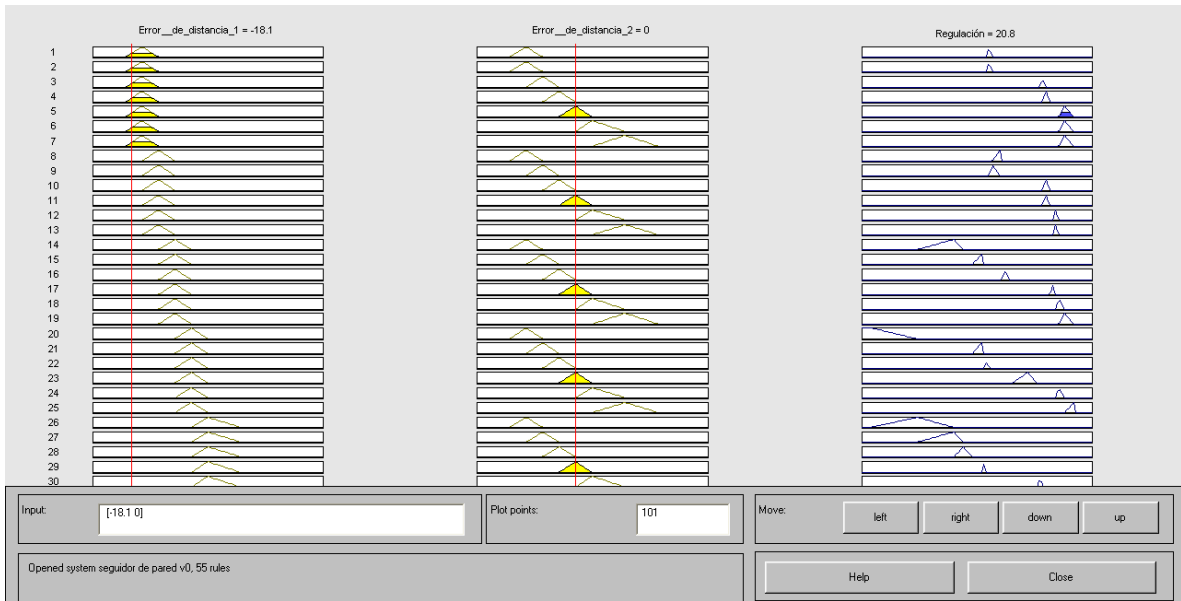 Error__de_distancia_1 = -18.1
Error__de_distancia_2 = 0
Regulación = 20.8
1
2
3
4
5
6
7
8
9
10
11
12
13
14
15
16
17
18
19
20
21
22
23
24
25
26
27
28
29
30
Input:
[-18.1 0]
Plot points:
101
Move:
left
right
down
up
Opened system seguidor de pared v0, 55 rules
Help
Close